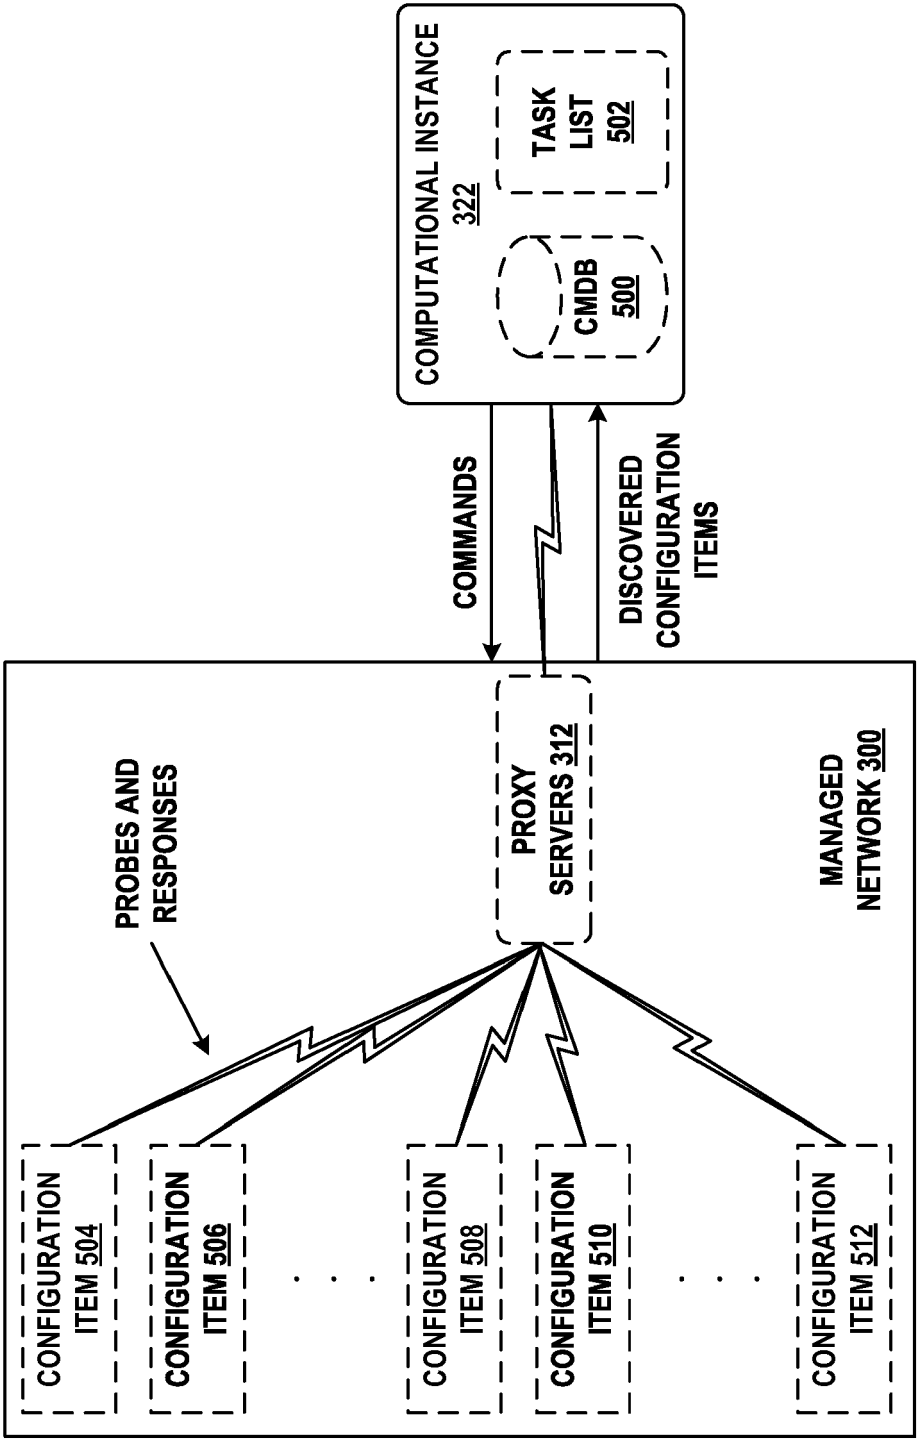 COMPUTATIONAL INSTANCE
322
CMDB
500
TASK
LIST
502
COMMANDS
DISCOVERED
CONFIGURATION
ITEMS
PROBES AND
RESPONSES
PROXY
SERVERS 312
MANAGED
NETWORK 300
CONFIGURATION
ITEM 504
CONFIGURATION
ITEM 506
. . .
CONFIGURATION
ITEM 508
CONFIGURATION
ITEM 510
. . .
CONFIGURATION
ITEM 512